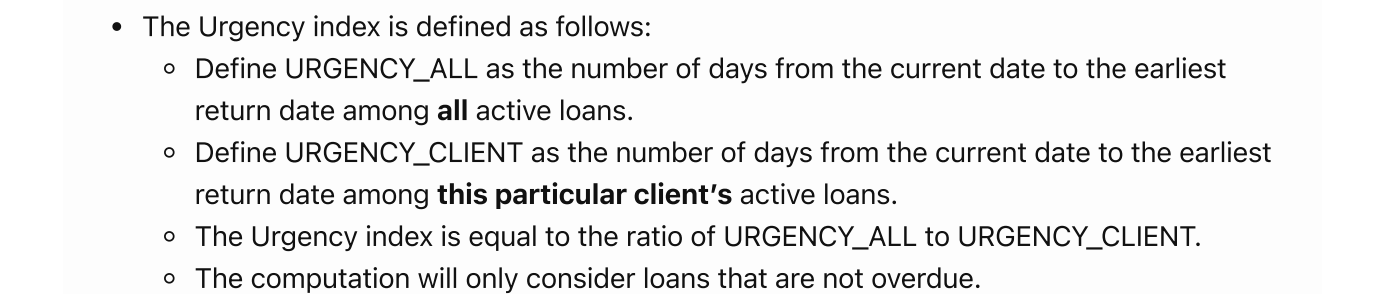 • The Urgency index is defined as follows:
◦ Define URGENCY_ALL as the number of days from the current date to the earliest
return date among all active loans.
◦ Define URGENCY_CLIENT as the number of days from the current date to the earliest
return date among this particular client’s active loans.
◦ The Urgency index is equal to the ratio of URGENCY_ALL to URGENCY_CLIENT.
◦ The computation will only consider loans that are not overdue.